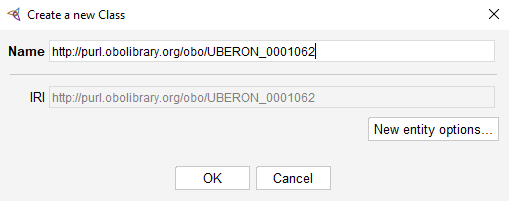 Create a new Class
Name http://purl.obolibrary.org/obo/UBERON_0001062
IRI http://purl.obolibrary.org/obo/UBERON_0001062
New entity options...
OK Cancel